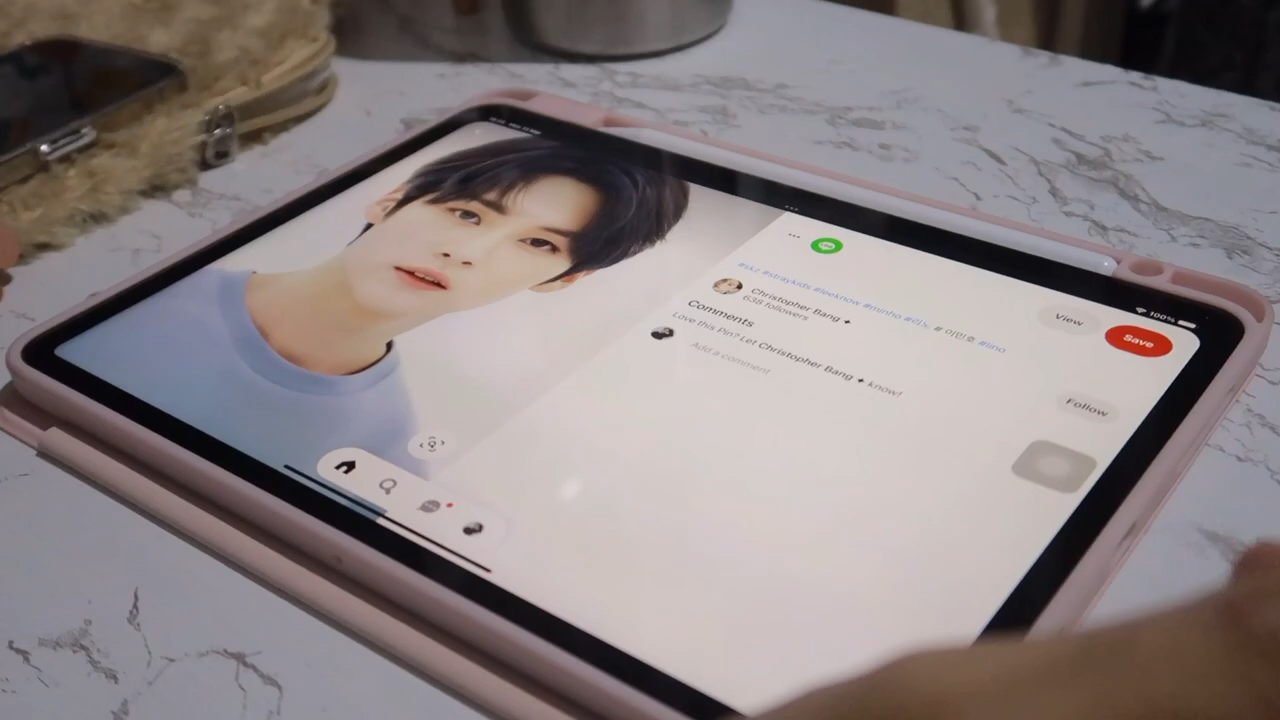 100%
View
Save
#skz #straykids #leeknow #minho #리노 # 이민호 #lino
Christopher Bang ✦
638 followers
Follow
Comments
Love this Pin? Let Christopher Bang ✦ know!
Add a comment